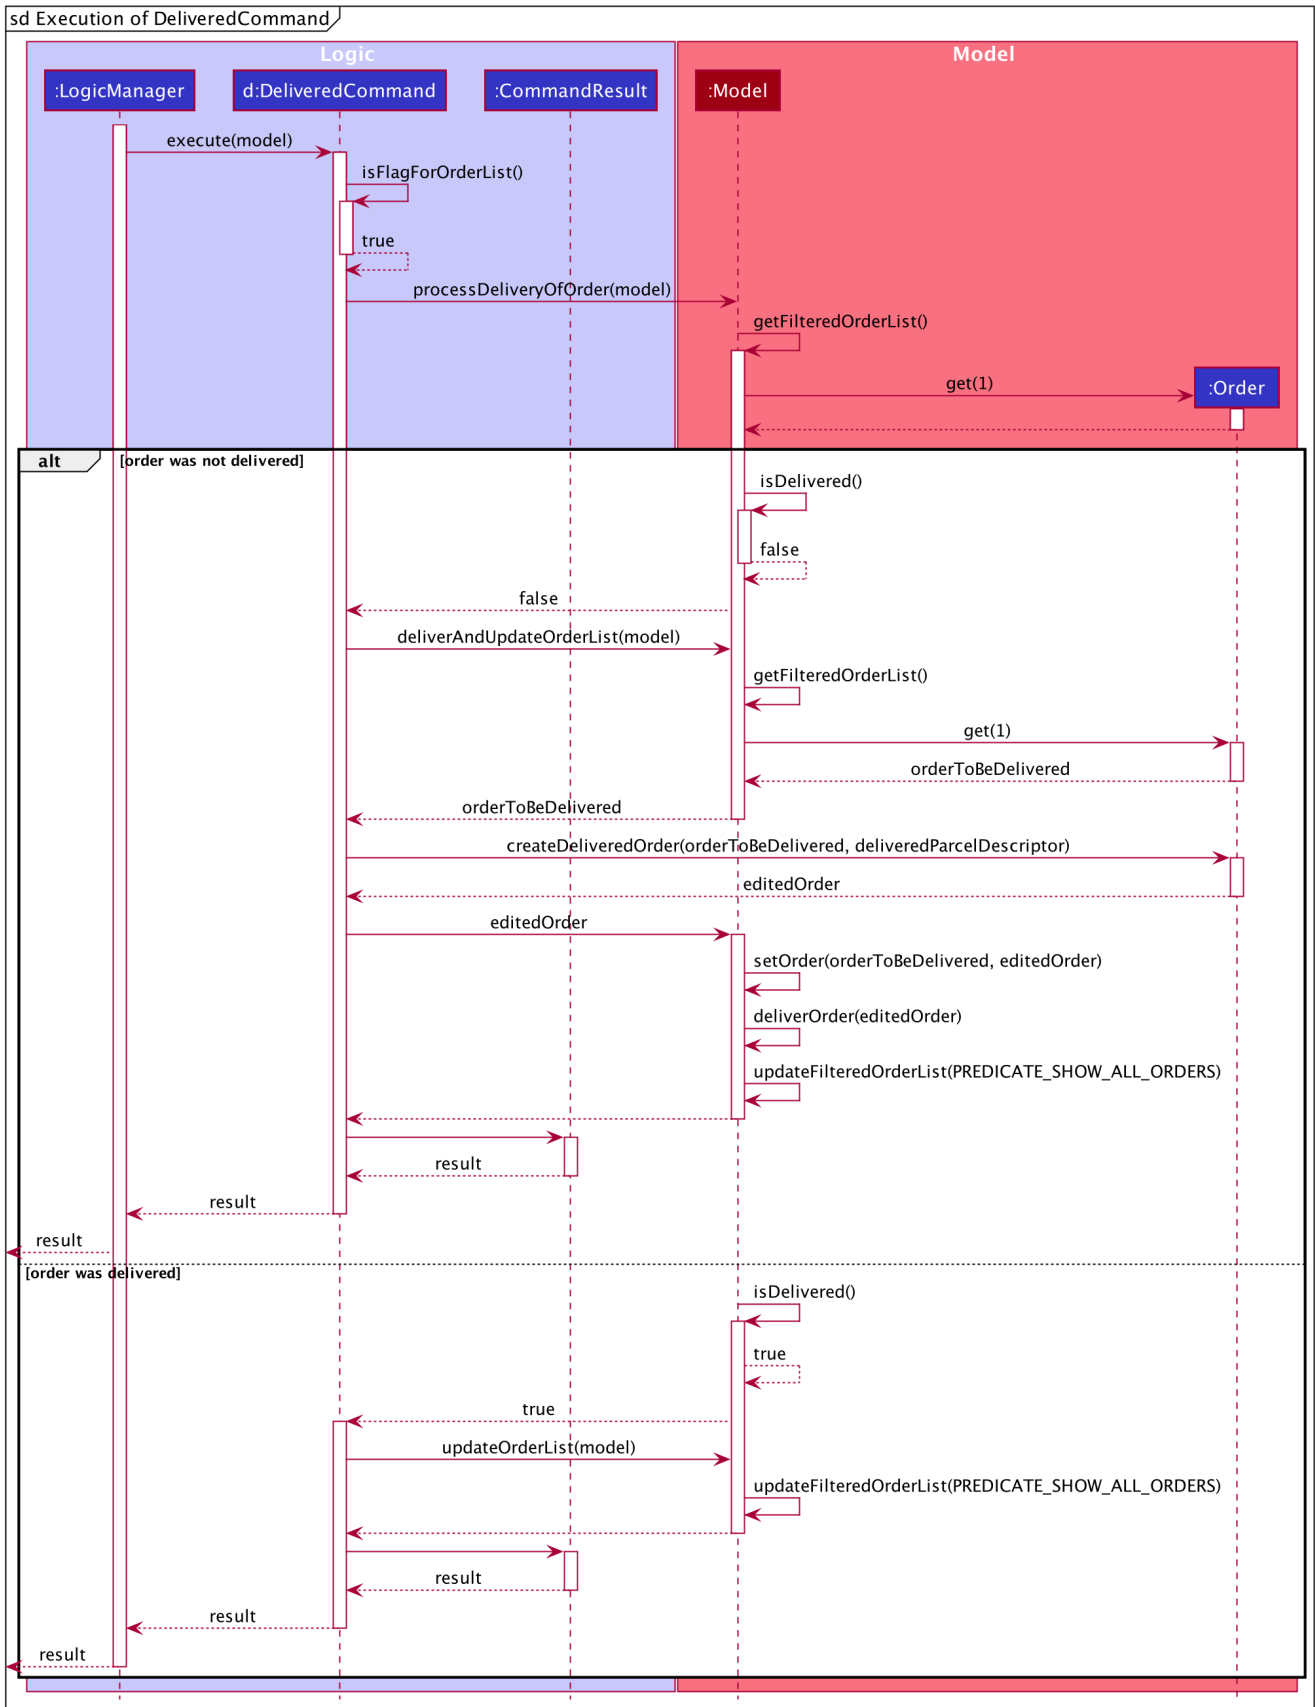 sd Execution of DeliveredCommand
Logic
Model
:LogicManager
d:DeliveredCommand
:CommandResult
:Model
execute(model)
isFlagForOrderList()
true
processDeliveryOfOrder(model)
getFilteredOrderList()
get(1)
:Order
alt
[order was not delivered]
isDelivered()
false
false
deliverAndUpdateOrderList(model)
getFilteredOrderList()
get(1)
orderToBeDelivered
orderToBeDelivered
createDeliveredOrder(orderToBeDelivered, deliveredParcelDescriptor)
editedOrder
editedOrder
setOrder(orderToBeDelivered, editedOrder)
deliverOrder(editedOrder)
updateFilteredOrderList(PREDICATE_SHOW_ALL_ORDERS)
result
result
result
[order was delivered]
isDelivered()
true
true
updateOrderList(model)
updateFilteredOrderList(PREDICATE_SHOW_ALL_ORDERS)
result
result
result